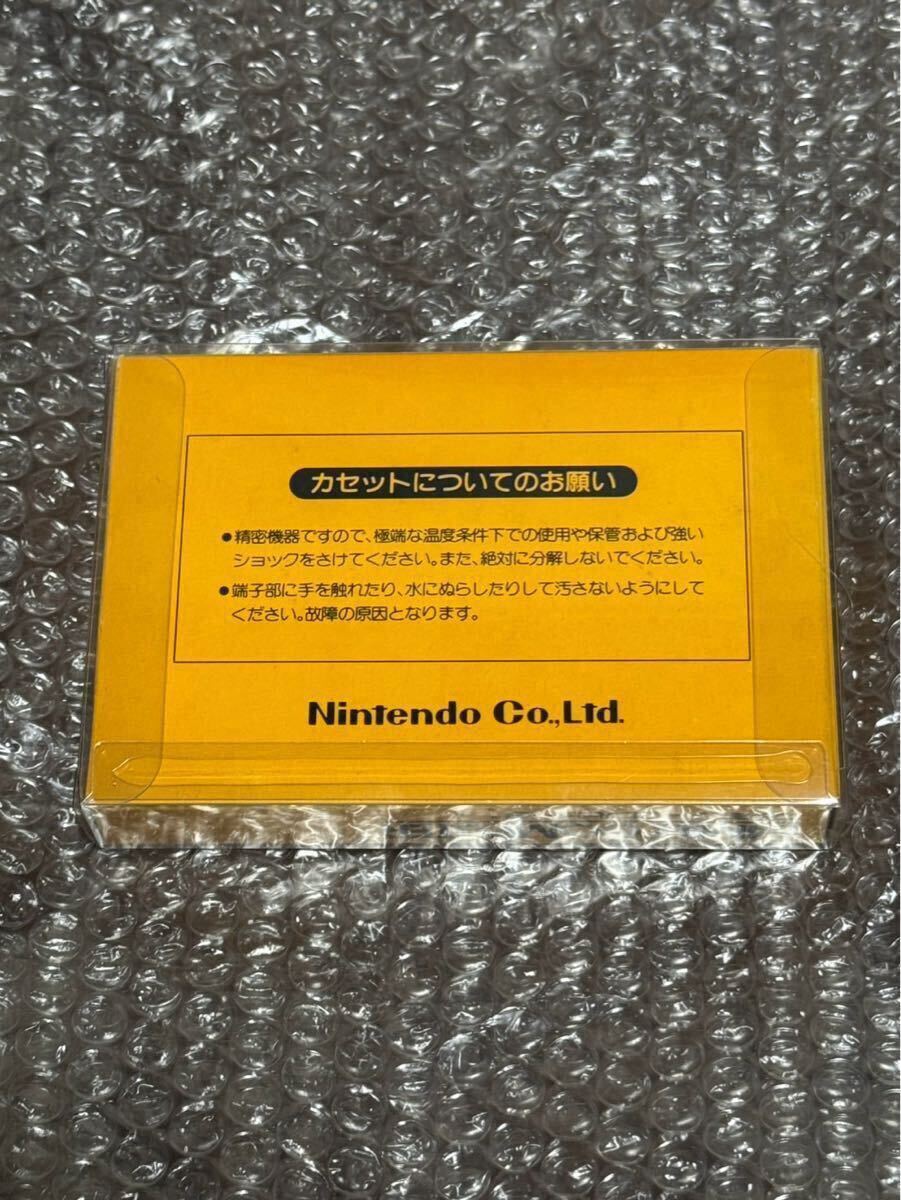 カセットについてのお願い
●精密機器ですので、極端な温度条件下での使用や保管および強い
ショックをさけてください。また、絶対に分解しないでください。
●端子部に手を触れたり、水にぬらしたりして汚さないようにして
ください。故障の原因となります。
Nintendo Co.,Ltd.